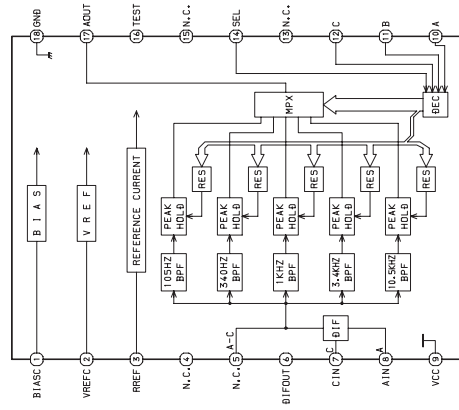 BIASC 1
BIAS
18 GND
VREFC 2
VREF
17 AOUT
RREF 3
REFERENCE CURRENT
16 TEST
N.C. 4
105HZ
BPF
PEAK
HOLD
RES
15 N.C.
N.C. 5
A-C
340HZ
BPF
PEAK
HOLD
RES
MPX
14 SEL
DIFOUT 6
1KHZ
BPF
PEAK
HOLD
RES
13 N.C.
CIN 7
C
DIF
3.4KHZ
BPF
PEAK
HOLD
RES
12 C
AIN 8
A
10.5KHZ
BPF
PEAK
HOLD
RES
DEC
11 B
VCC 9
10 A